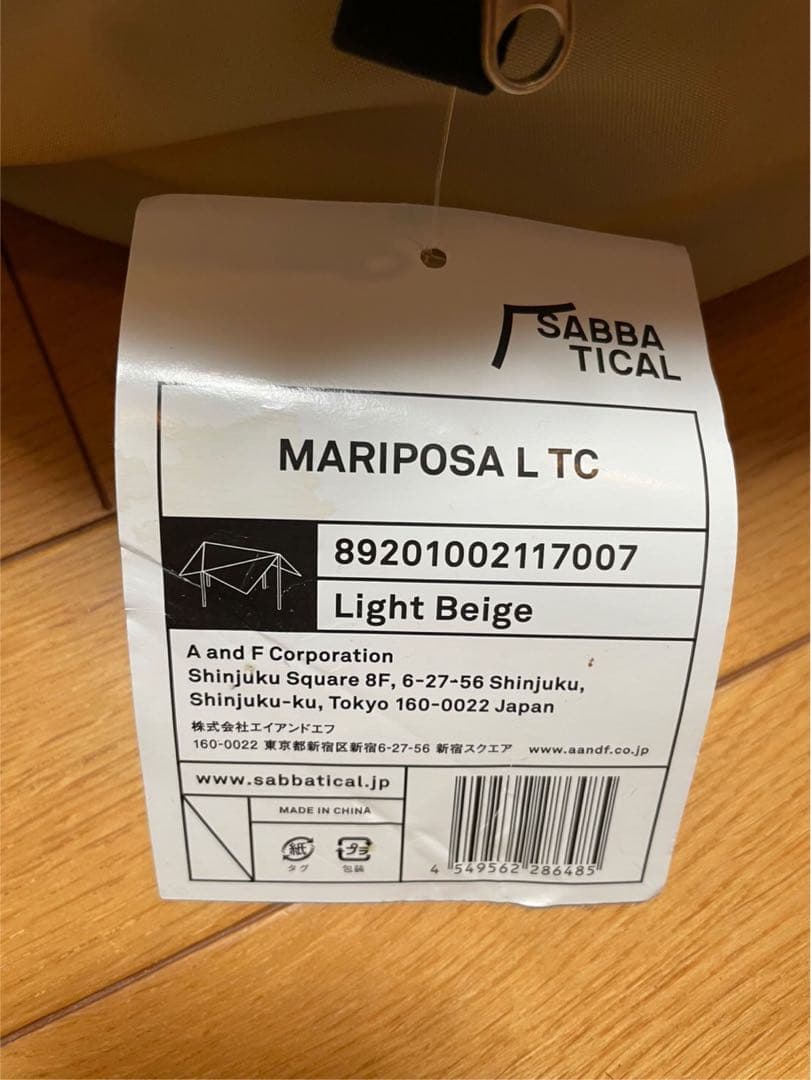 SABBA
TICAL
MARIPOSA L TC
89201002117007
Light Beige
A and F Corporation
Shinjuku Square 8F, 6-27-56 Shinjuku,
Shinjuku-ku, Tokyo 160-0022 Japan
株式会社エイアンドエフ
160-0022 東京都新宿区新宿6-27-56 新宿スクエア www.aandf.co.jp
www.sabbatical.jp
MADE IN CHINA
紙 プラ
タグ 包装
4 549562 286485